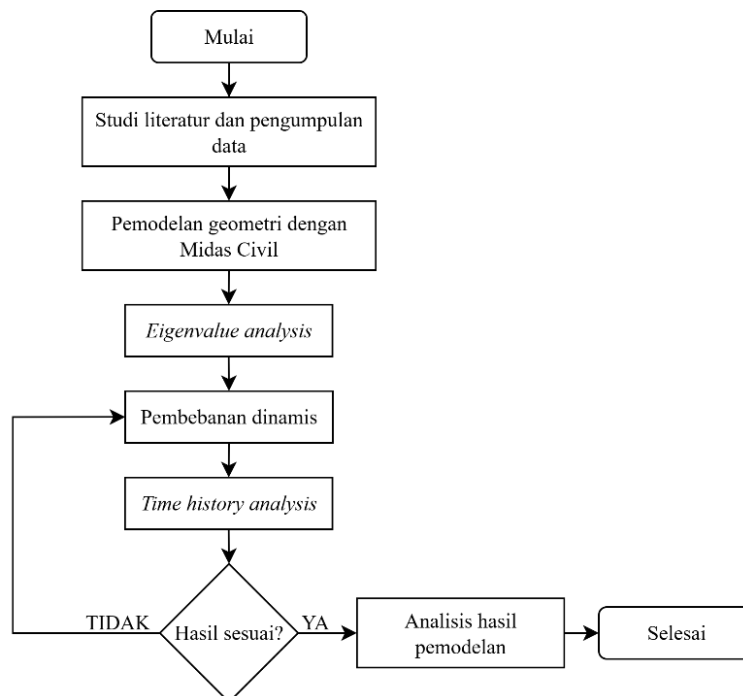 Mulai
Studi literatur dan pengumpulan
data
Pemodelan geometri dengan
Midas Civil
Eigenvalue analysis
Pembebanan dinamis
Time history analysis
TIDAK
Hasil sesuai?
YA
Analisis hasil
pemodelan
Selesai